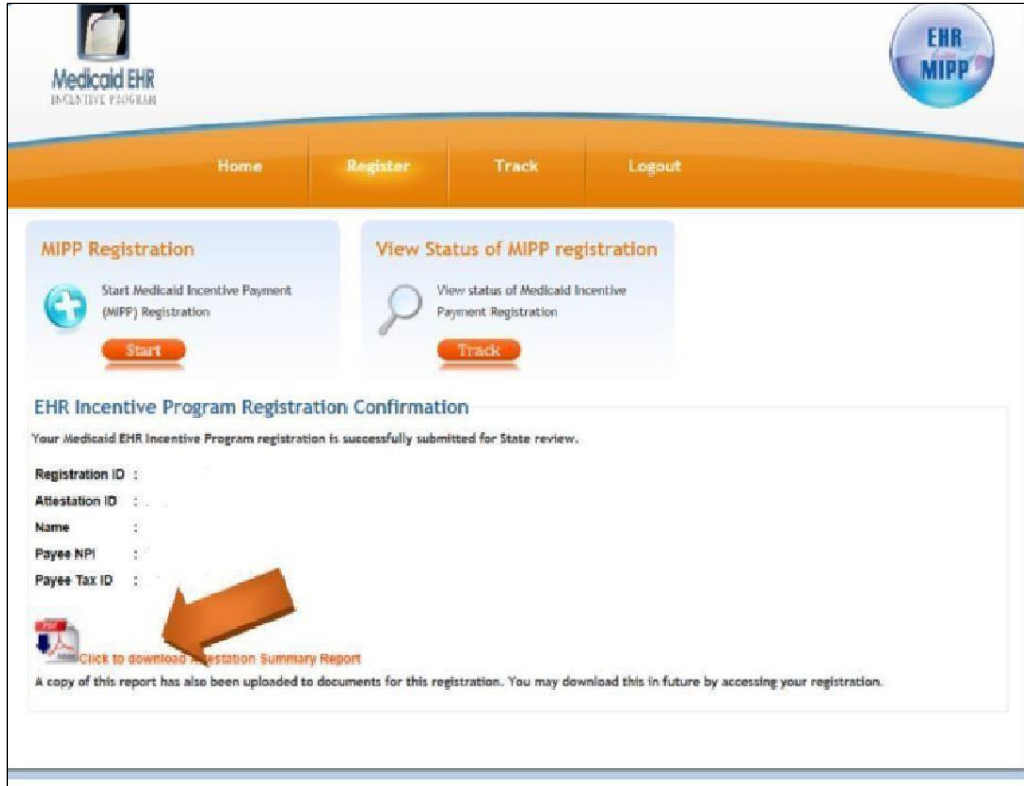 Medicaid EHR
INCENTIVE PROGRAM
EHR
MIPP
Home Register Track Logout
MIPP Registration
Start Medicaid Incentive Payment
(MIPP) Registration
Start
View Status of MIPP registration
View status of Medicaid Incentive
Payment Registration
Track
EHR Incentive Program Registration Confirmation
Your Medicaid EHR Incentive Program registration is successfully submitted for State review.
Registration ID :
Attestation ID :
Name :
Payee NPI :
Payee Tax ID :
PDF
Click to download Attestation Summary Report
A copy of this report has also been uploaded to documents for this registration. You may download this in future by accessing your registration.